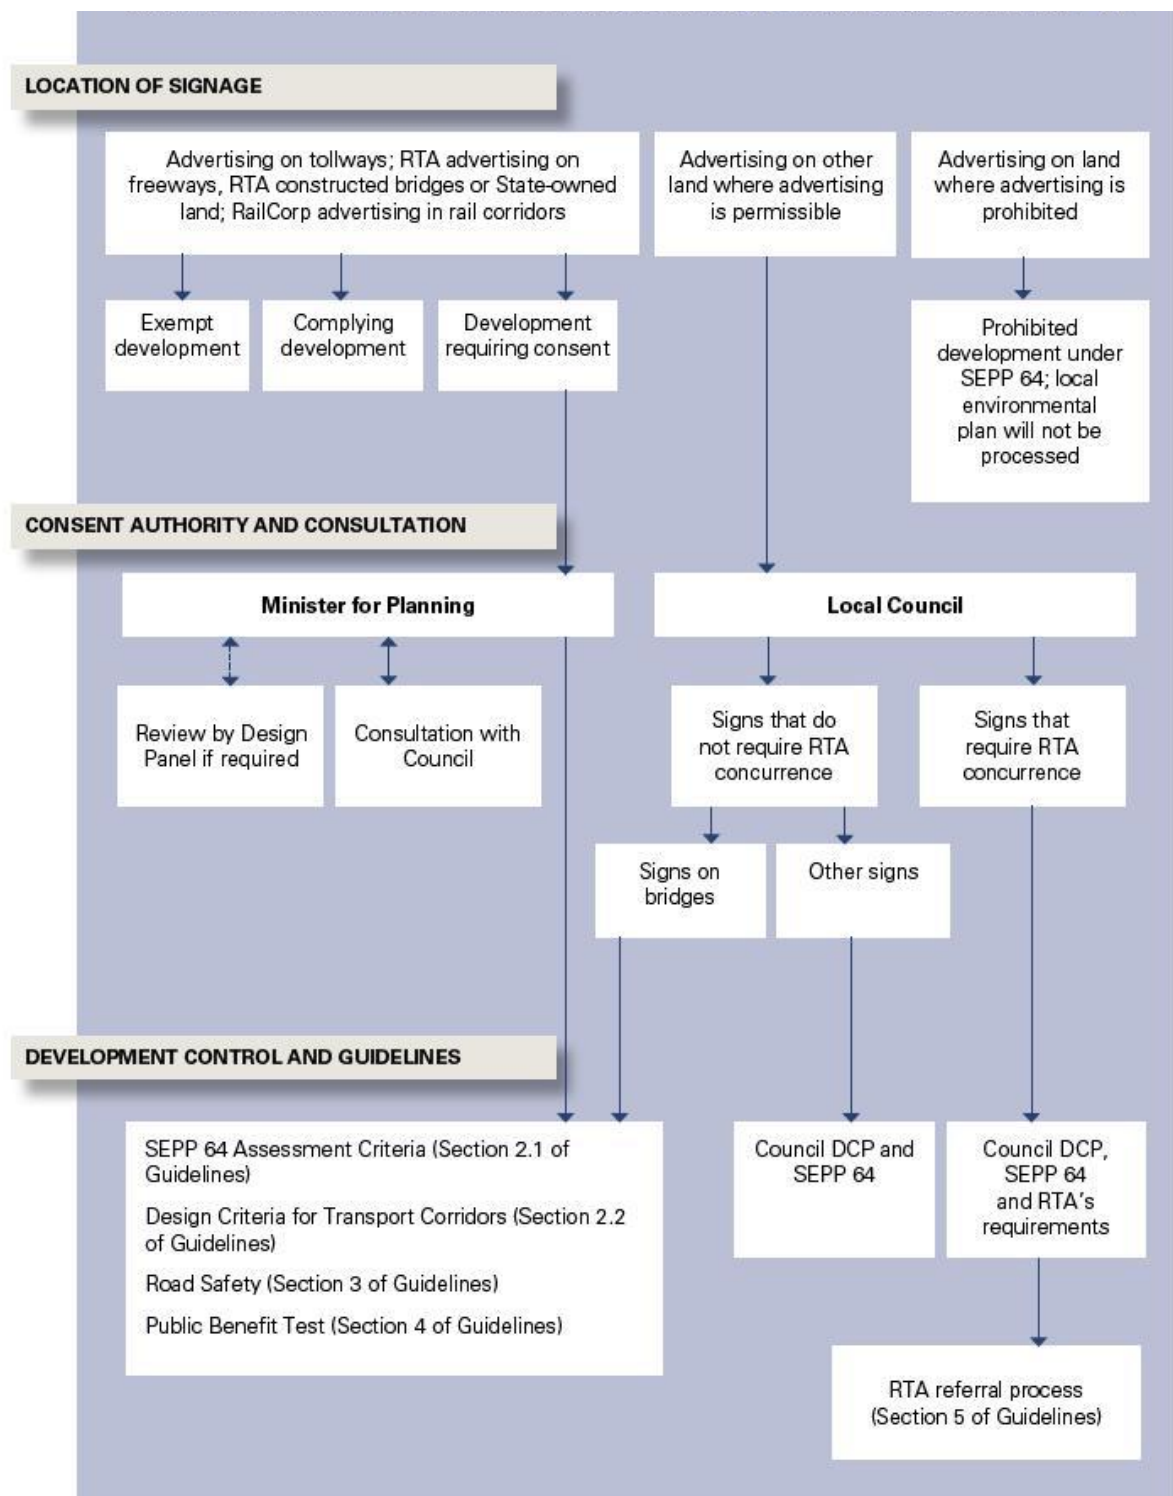 LOCATION OF SIGNAGE
Advertising on tollways; RTA advertising on
freeways, RTA constructed bridges or State-owned
land; RailCorp advertising in rail corridors
Advertising on other
land where advertising
is permissible
Advertising on land
where advertising is
prohibited
Exempt
development
Complying
development
Development
requiring consent
Prohibited
development under
SEPP 64; local
environmental
plan will not be
processed
CONSENT AUTHORITY AND CONSULTATION
Minister for Planning
Local Council
Review by Design
Panel if required
Consultation with
Council
Signs that do
not require RTA
concurrence
Signs that
require RTA
concurrence
Signs on
bridges
Other signs
DEVELOPMENT CONTROL AND GUIDELINES
SEPP 64 Assessment Criteria (Section 2.1 of
Guidelines)
Design Criteria for Transport Corridors (Section 2.2
of Guidelines)
Road Safety (Section 3 of Guidelines)
Public Benefit Test (Section 4 of Guidelines)
Council DCP and
SEPP 64
Council DCP,
SEPP 64
and RTA's
requirements
RTA referral process
(Section 5 of Guidelines)